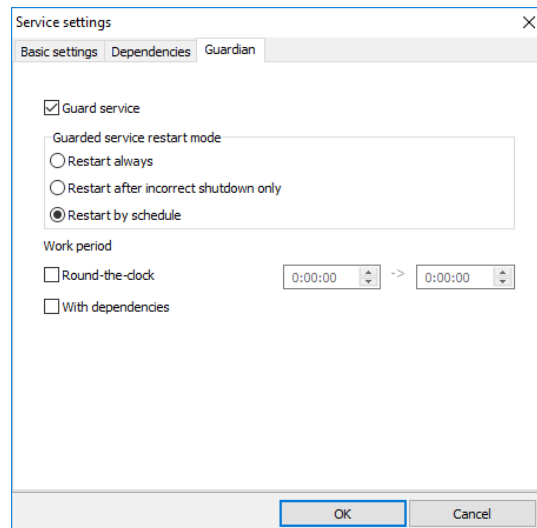 Service settings
Basic settings Dependencies Guardian
Guard service
Guarded service restart mode
Restart always
Restart after incorrect shutdown only
Restart by schedule
Work period
Round-the-clock 0:00:00 -> 0:00:00
With dependencies
OK Cancel